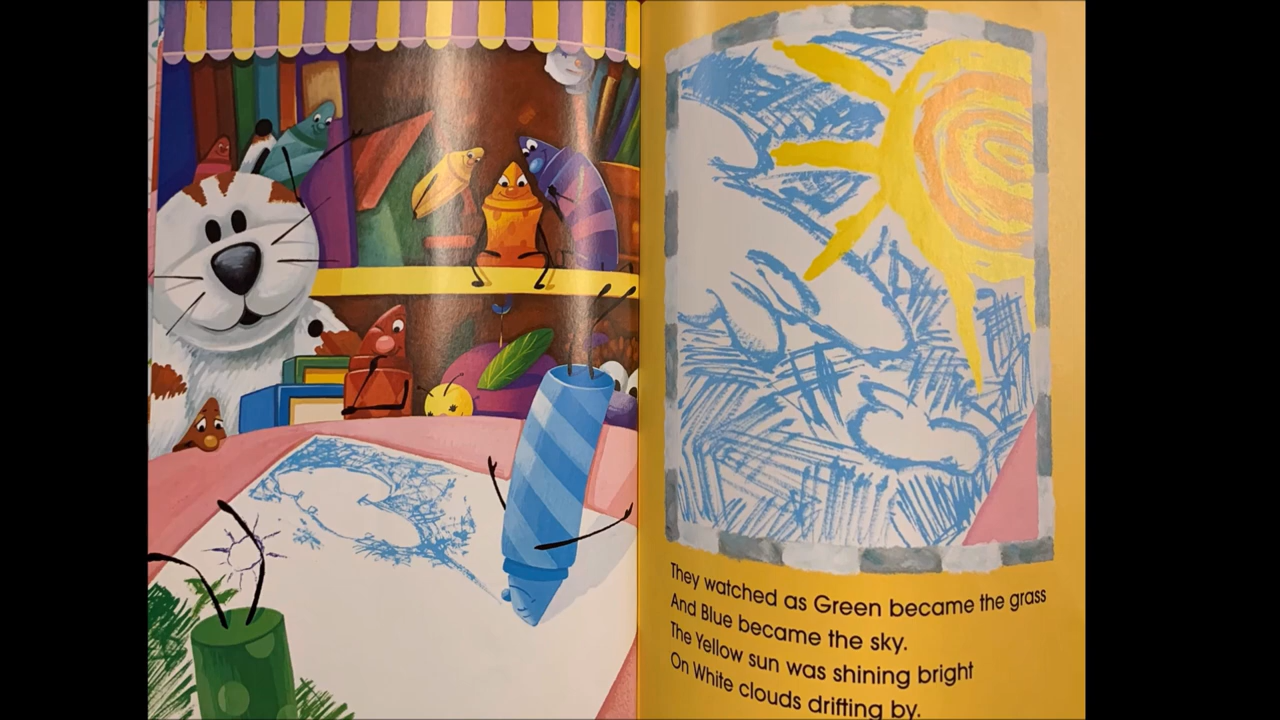 They watched as Green became the grass
And Blue became the sky.
The Yellow sun was shining bright
On White clouds drifting by.